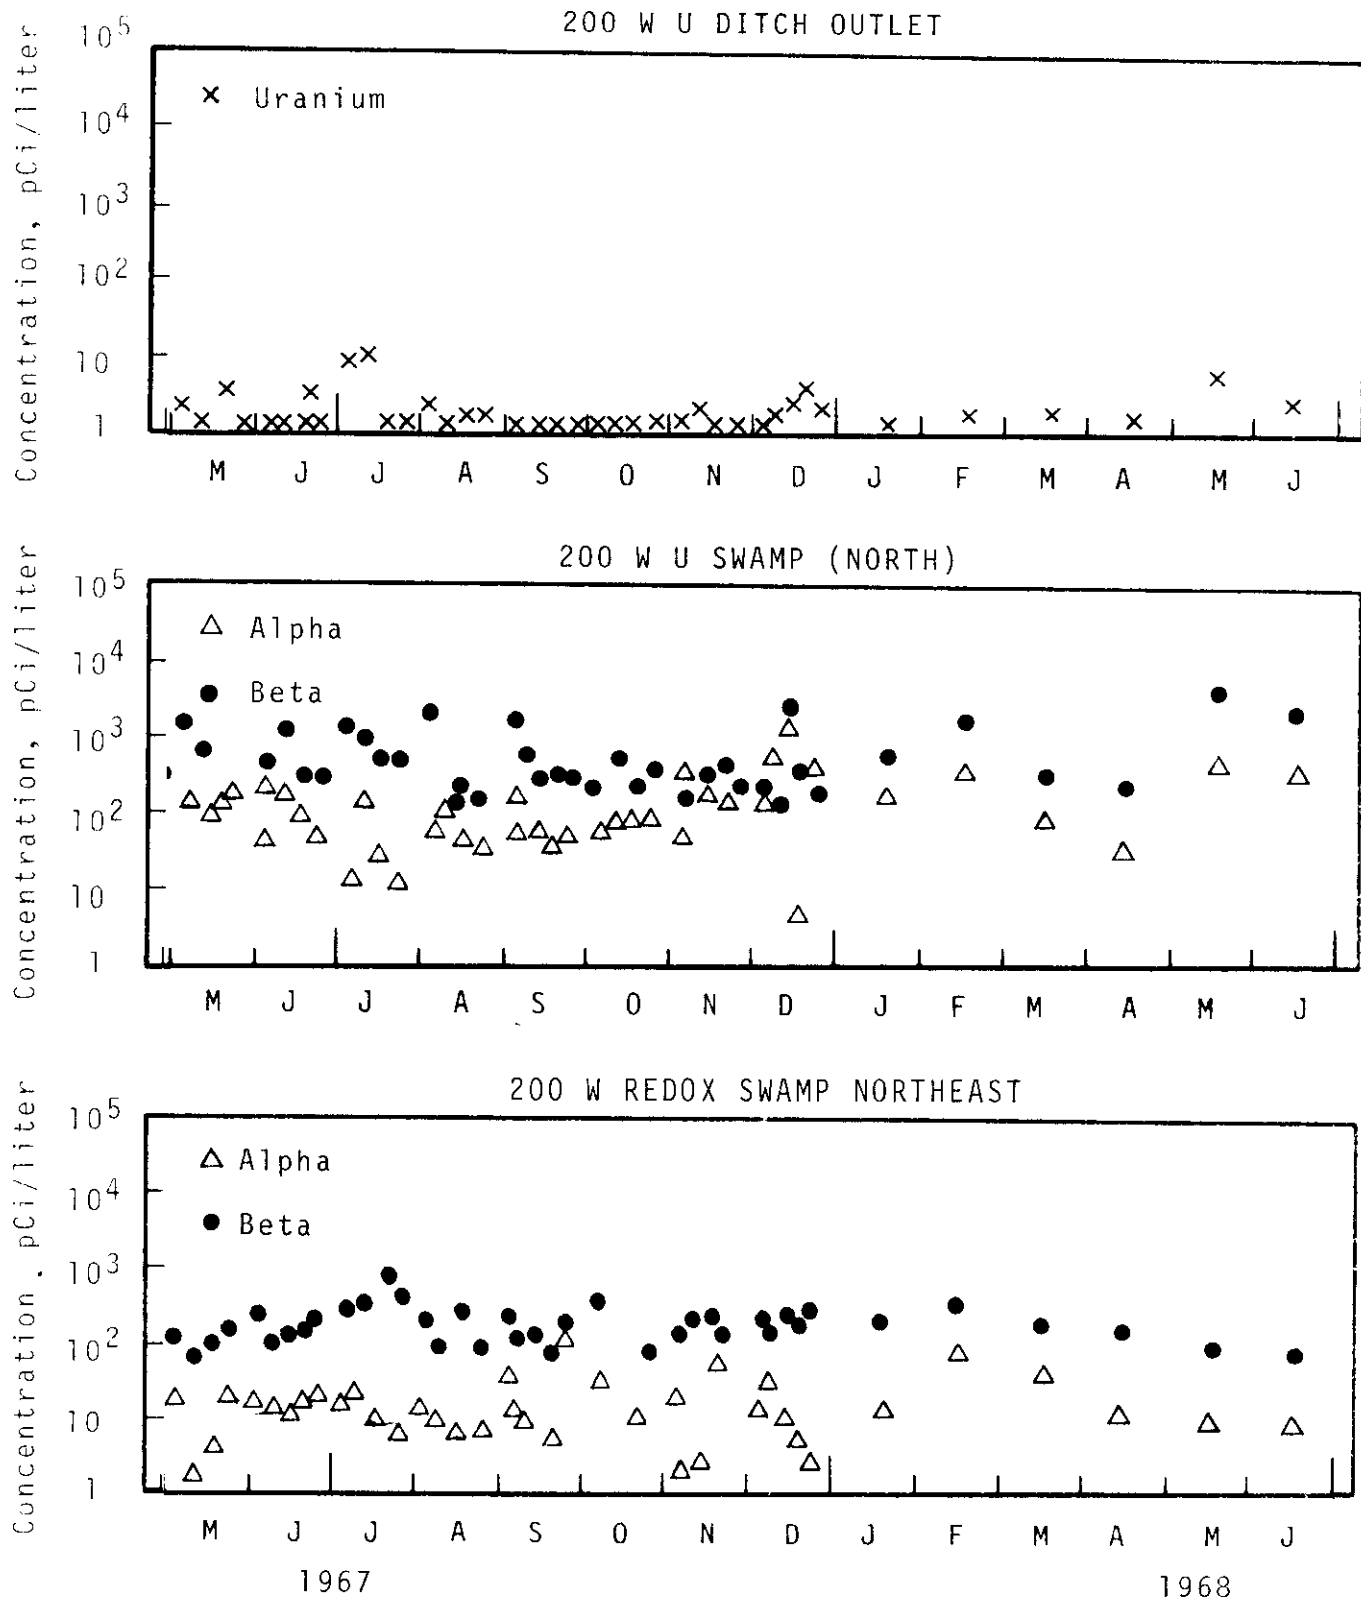 200 W U DITCH OUTLET
Concentration, pCi/liter
10^5
10^4
10^3
10^2
10
1
× Uranium
M J J A S O N D J F M A M J
200 W U SWAMP (NORTH)
Concentration, pCi/liter
10^5
10^4
10^3
10^2
10
1
△ Alpha
● Beta
M J J A S O N D J F M A M J
200 W REDOX SWAMP NORTHEAST
Concentration, pCi/liter
10^5
10^4
10^3
10^2
10
1
△ Alpha
● Beta
M J J A S O N D J F M A M J
1967 1968